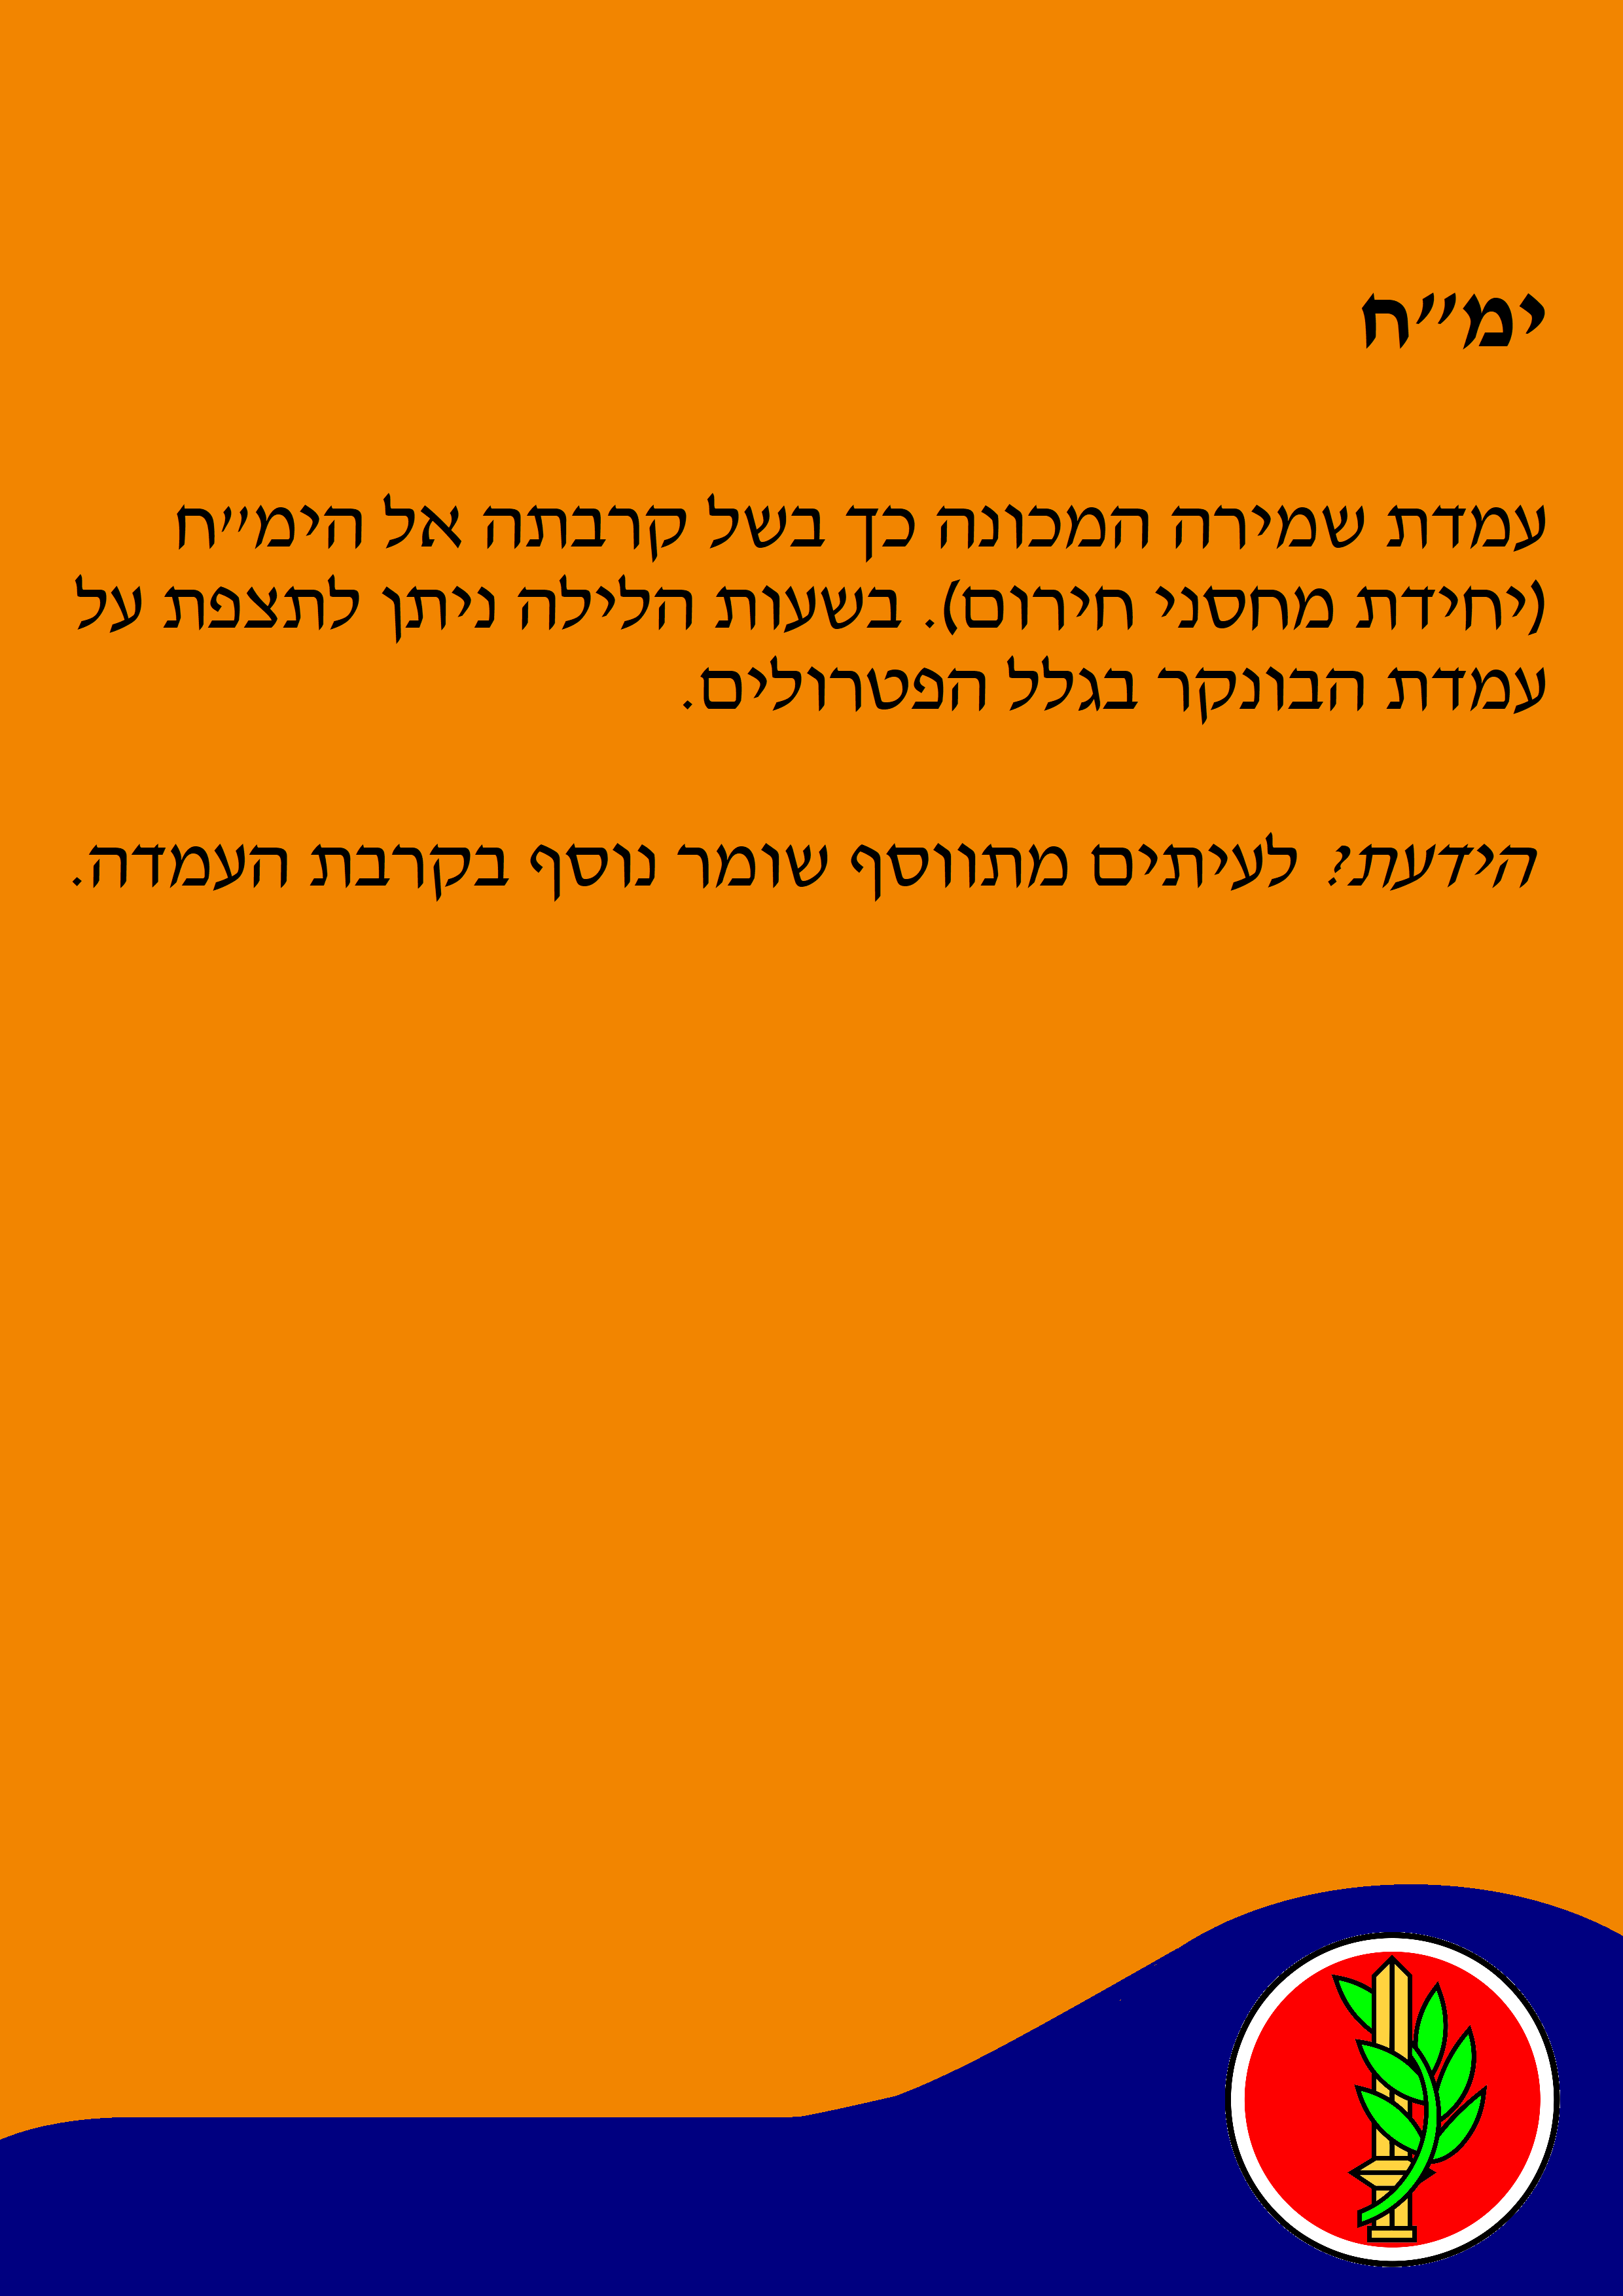 ימ״ח
עמדת שמירה המכונה כך בשל קרבתה אל הימ״ח
(יחידת מחסני חירום). בשעות הלילה ניתן לתצפת על
עמדת הבונקר בגלל הפטרולים.
הידעת? לעיתים מתווסף שומר נוסף בקרבת העמדה.